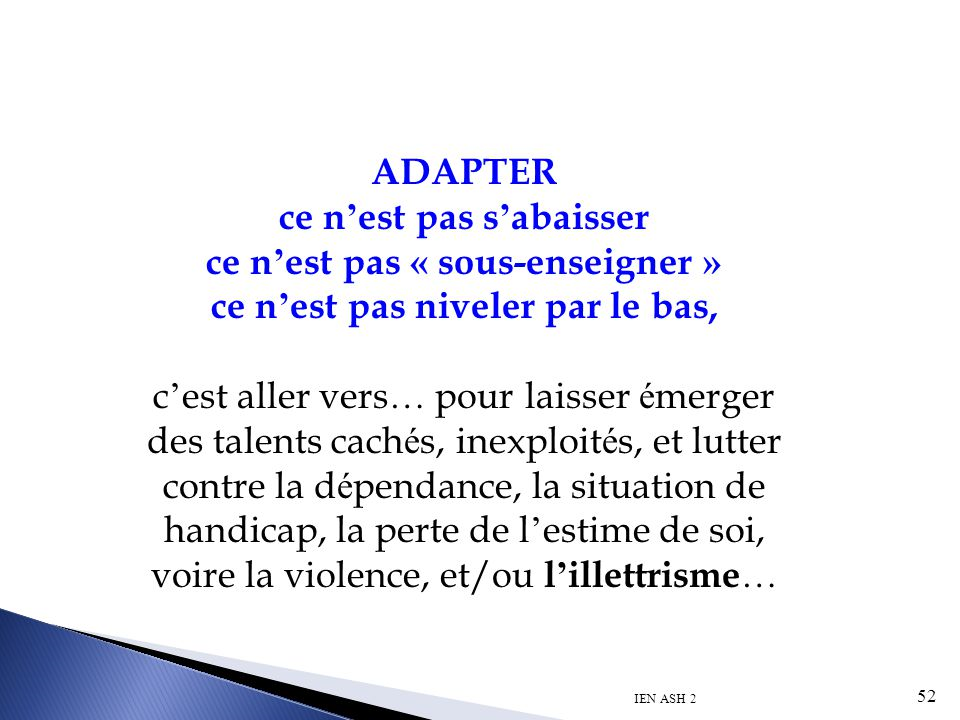 ADAPTER
ce n’est pas s’abaisser
ce n’est pas « sous-enseigner »
ce n’est pas niveler par le bas,
c’est aller vers… pour laisser émerger
des talents cachés, inexploités, et lutter
contre la dépendance, la situation de
handicap, la perte de l’estime de soi,
voire la violence, et/ou l’illettrisme…
IEN ASH 2
52